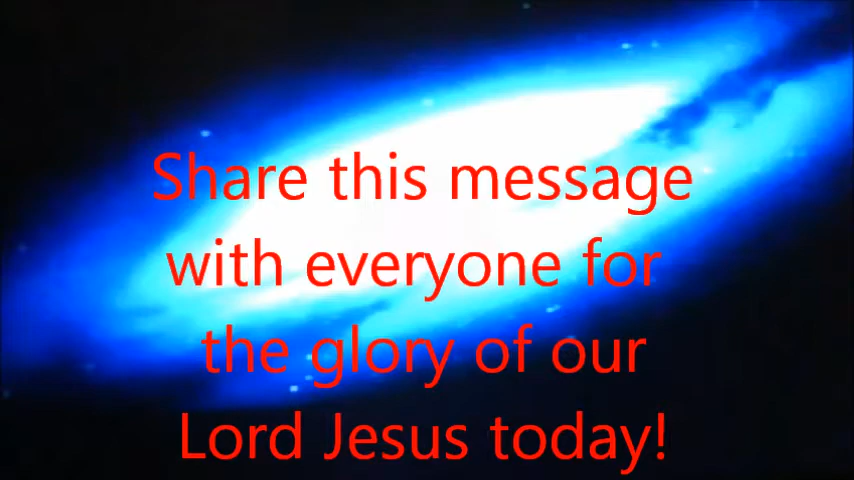 Share this message
with everyone for
the glory of our
Lord Jesus today!